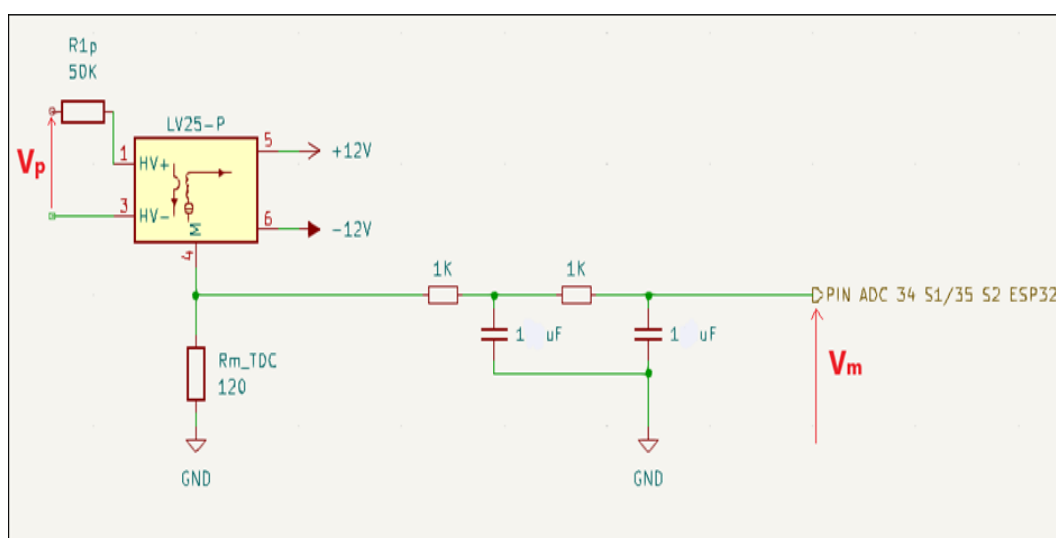 R1p
50K
LV25-P
Vp
1
HV+
3
HV-
M
4
5
+12V
6
-12V
1K
1K
PIN ADC 34 S1/35 S2 ESP32
1 uF
1 uF
Vm
Rm_TDC
120
GND
GND